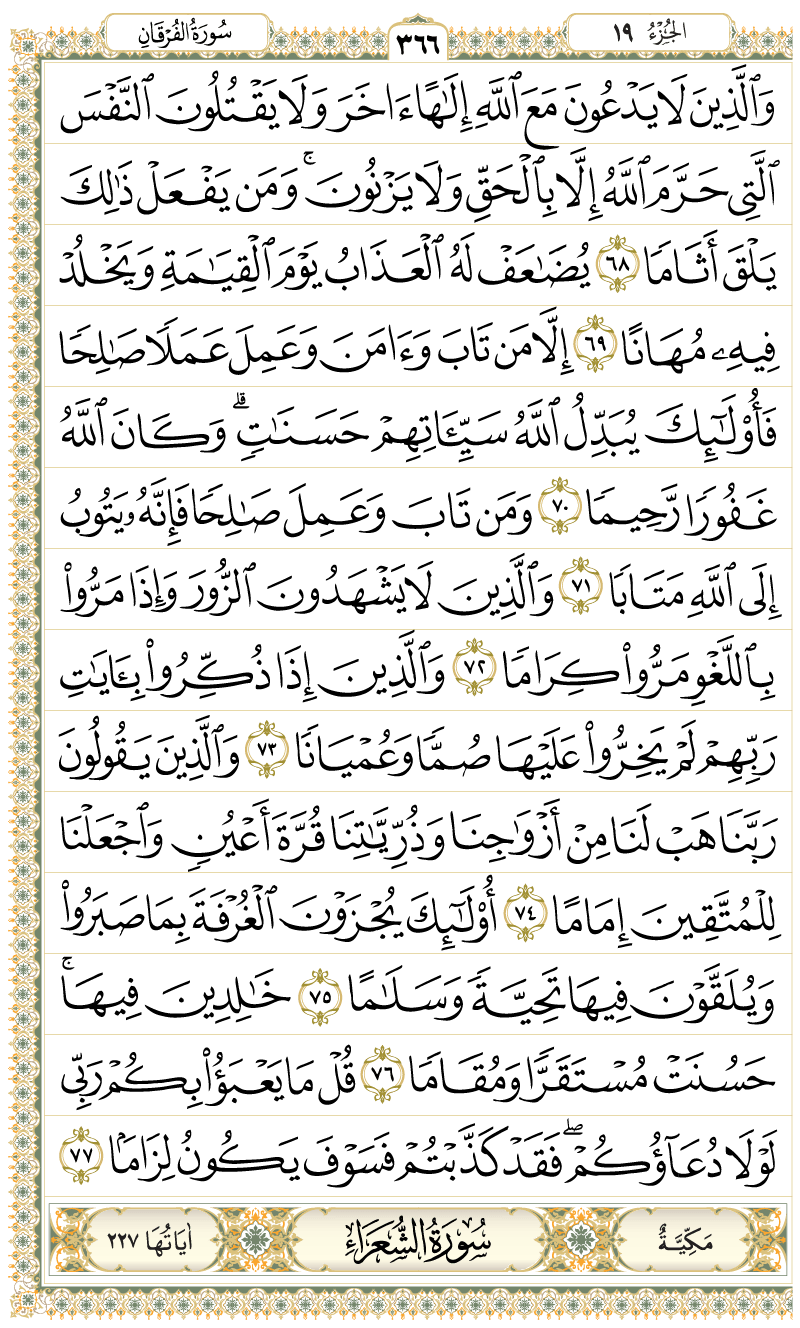 الجُزْءُ ١٩
٣٦٦
سُورَةُ الفُرْقَانِ
وَٱلَّذِينَ لَا يَدْعُونَ مَعَ ٱللَّهِ إِلَٰهًا ءَاخَرَ وَلَا يَقْتُلُونَ ٱلنَّفْسَ
ٱلَّتِى حَرَّمَ ٱللَّهُ إِلَّا بِٱلْحَقِّ وَلَا يَزْنُونَ ۚ وَمَن يَفْعَلْ ذَٰلِكَ
يَلْقَ أَثَامًا ٦٨ يُضَٰعَفْ لَهُ ٱلْعَذَابُ يَوْمَ ٱلْقِيَٰمَةِ وَيَخْلُدْ
فِيهِۦ مُهَانًا ٦٩ إِلَّا مَن تَابَ وَءَامَنَ وَعَمِلَ عَمَلًا صَٰلِحًا
فَأُو۟لَٰٓئِكَ يُبَدِّلُ ٱللَّهُ سَيِّـَٔاتِهِمْ حَسَنَٰتٍ ۗ وَكَانَ ٱللَّهُ
غَفُورًا رَّحِيمًا ٧٠ وَمَن تَابَ وَعَمِلَ صَٰلِحًا فَإِنَّهُۥ يَتُوبُ
إِلَى ٱللَّهِ مَتَابًا ٧١ وَٱلَّذِينَ لَا يَشْهَدُونَ ٱلزُّورَ وَإِذَا مَرُّوا۟
بِٱللَّغْوِ مَرُّوا۟ كِرَامًا ٧٢ وَٱلَّذِينَ إِذَا ذُكِّرُوا۟ بِـَٔايَٰتِ
رَبِّهِمْ لَمْ يَخِرُّوا۟ عَلَيْهَا صُمًّا وَعُمْيَانًا ٧٣ وَٱلَّذِينَ يَقُولُونَ
رَبَّنَا هَبْ لَنَا مِنْ أَزْوَٰجِنَا وَذُرِّيَّٰتِنَا قُرَّةَ أَعْيُنٍ وَٱجْعَلْنَا
لِلْمُتَّقِينَ إِمَامًا ٧٤ أُو۟لَٰٓئِكَ يُجْزَوْنَ ٱلْغُرْفَةَ بِمَا صَبَرُوا۟
وَيُلَقَّوْنَ فِيهَا تَحِيَّةً وَسَلَٰمًا ٧٥ خَٰلِدِينَ فِيهَا ۚ
حَسُنَتْ مُسْتَقَرًّا وَمُقَامًا ٧٦ قُلْ مَا يَعْبَؤُا۟ بِكُمْ رَبِّى
لَوْلَا دُعَآؤُكُمْ ۖ فَقَدْ كَذَّبْتُمْ فَسَوْفَ يَكُونُ لِزَامًۢا ٧٧
مَكِّيَّةٌ سُورَةُ الشُّعَرَاءِ اٰيَاتُهَا ٢٢٧